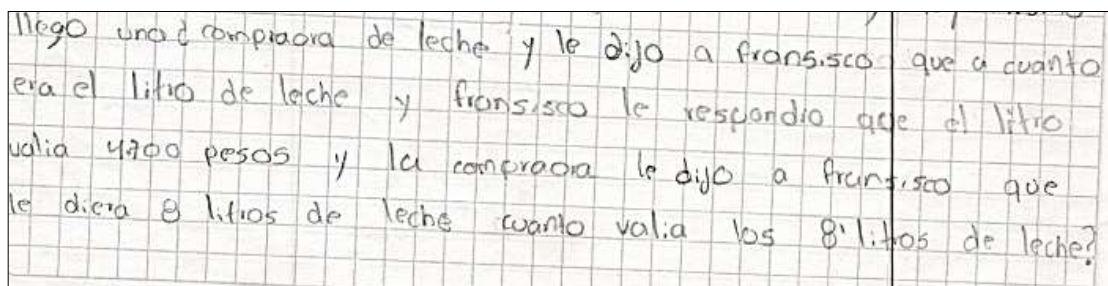 llego una compraora de leche y le dijo a fransisco que a cuanto
era el litro de leche y fransisco le respondio que el litro
valia 4700 pesos y la compraora le dijo a fransisco que
le diera 8 litros de leche cuanto valia los 8 litros de leche?